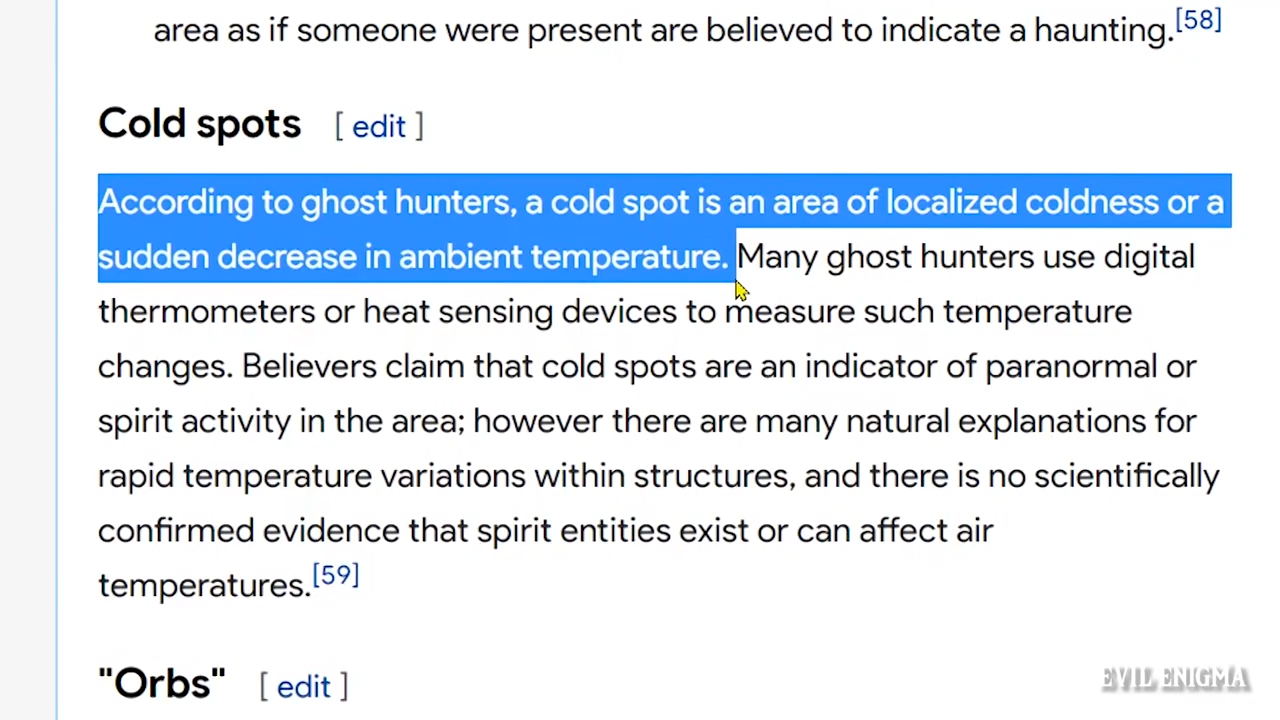 area as if someone were present are believed to indicate a haunting.[58]
Cold spots [ edit ]
According to ghost hunters, a cold spot is an area of localized coldness or a
sudden decrease in ambient temperature. Many ghost hunters use digital
thermometers or heat sensing devices to measure such temperature
changes. Believers claim that cold spots are an indicator of paranormal or
spirit activity in the area; however there are many natural explanations for
rapid temperature variations within structures, and there is no scientifically
confirmed evidence that spirit entities exist or can affect air
temperatures.[59]
"Orbs" [ edit ]
EVIL ENIGMA